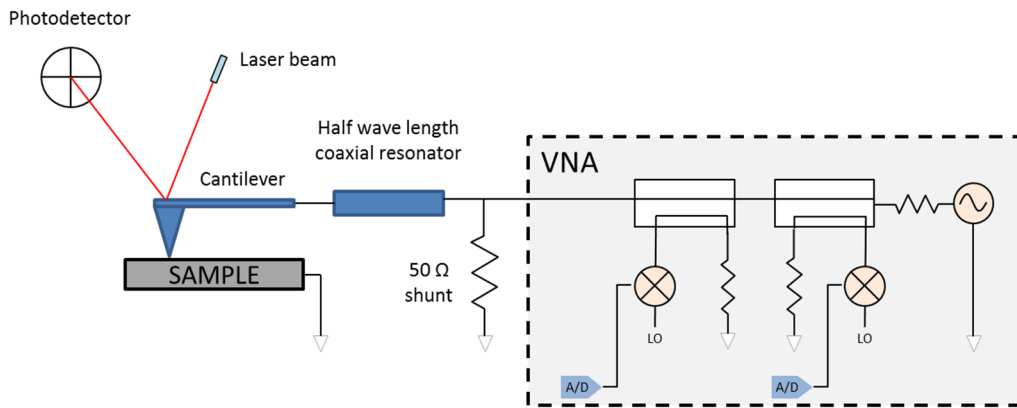 Photodetector
Laser beam
Half wave length
coaxial resonator
Cantilever
VNA
SAMPLE
50 Ω
shunt
LO
LO
A/D
A/D